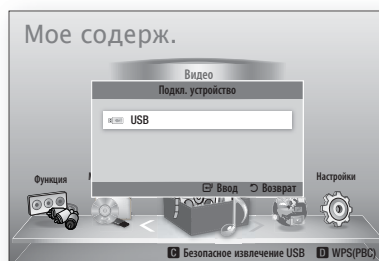 Мое содерж.
Видео
Подкл. устройство
USB
Ввод Возврат
Функция М Настройки
C Безопасное извлечение USB D WPS(PBC)